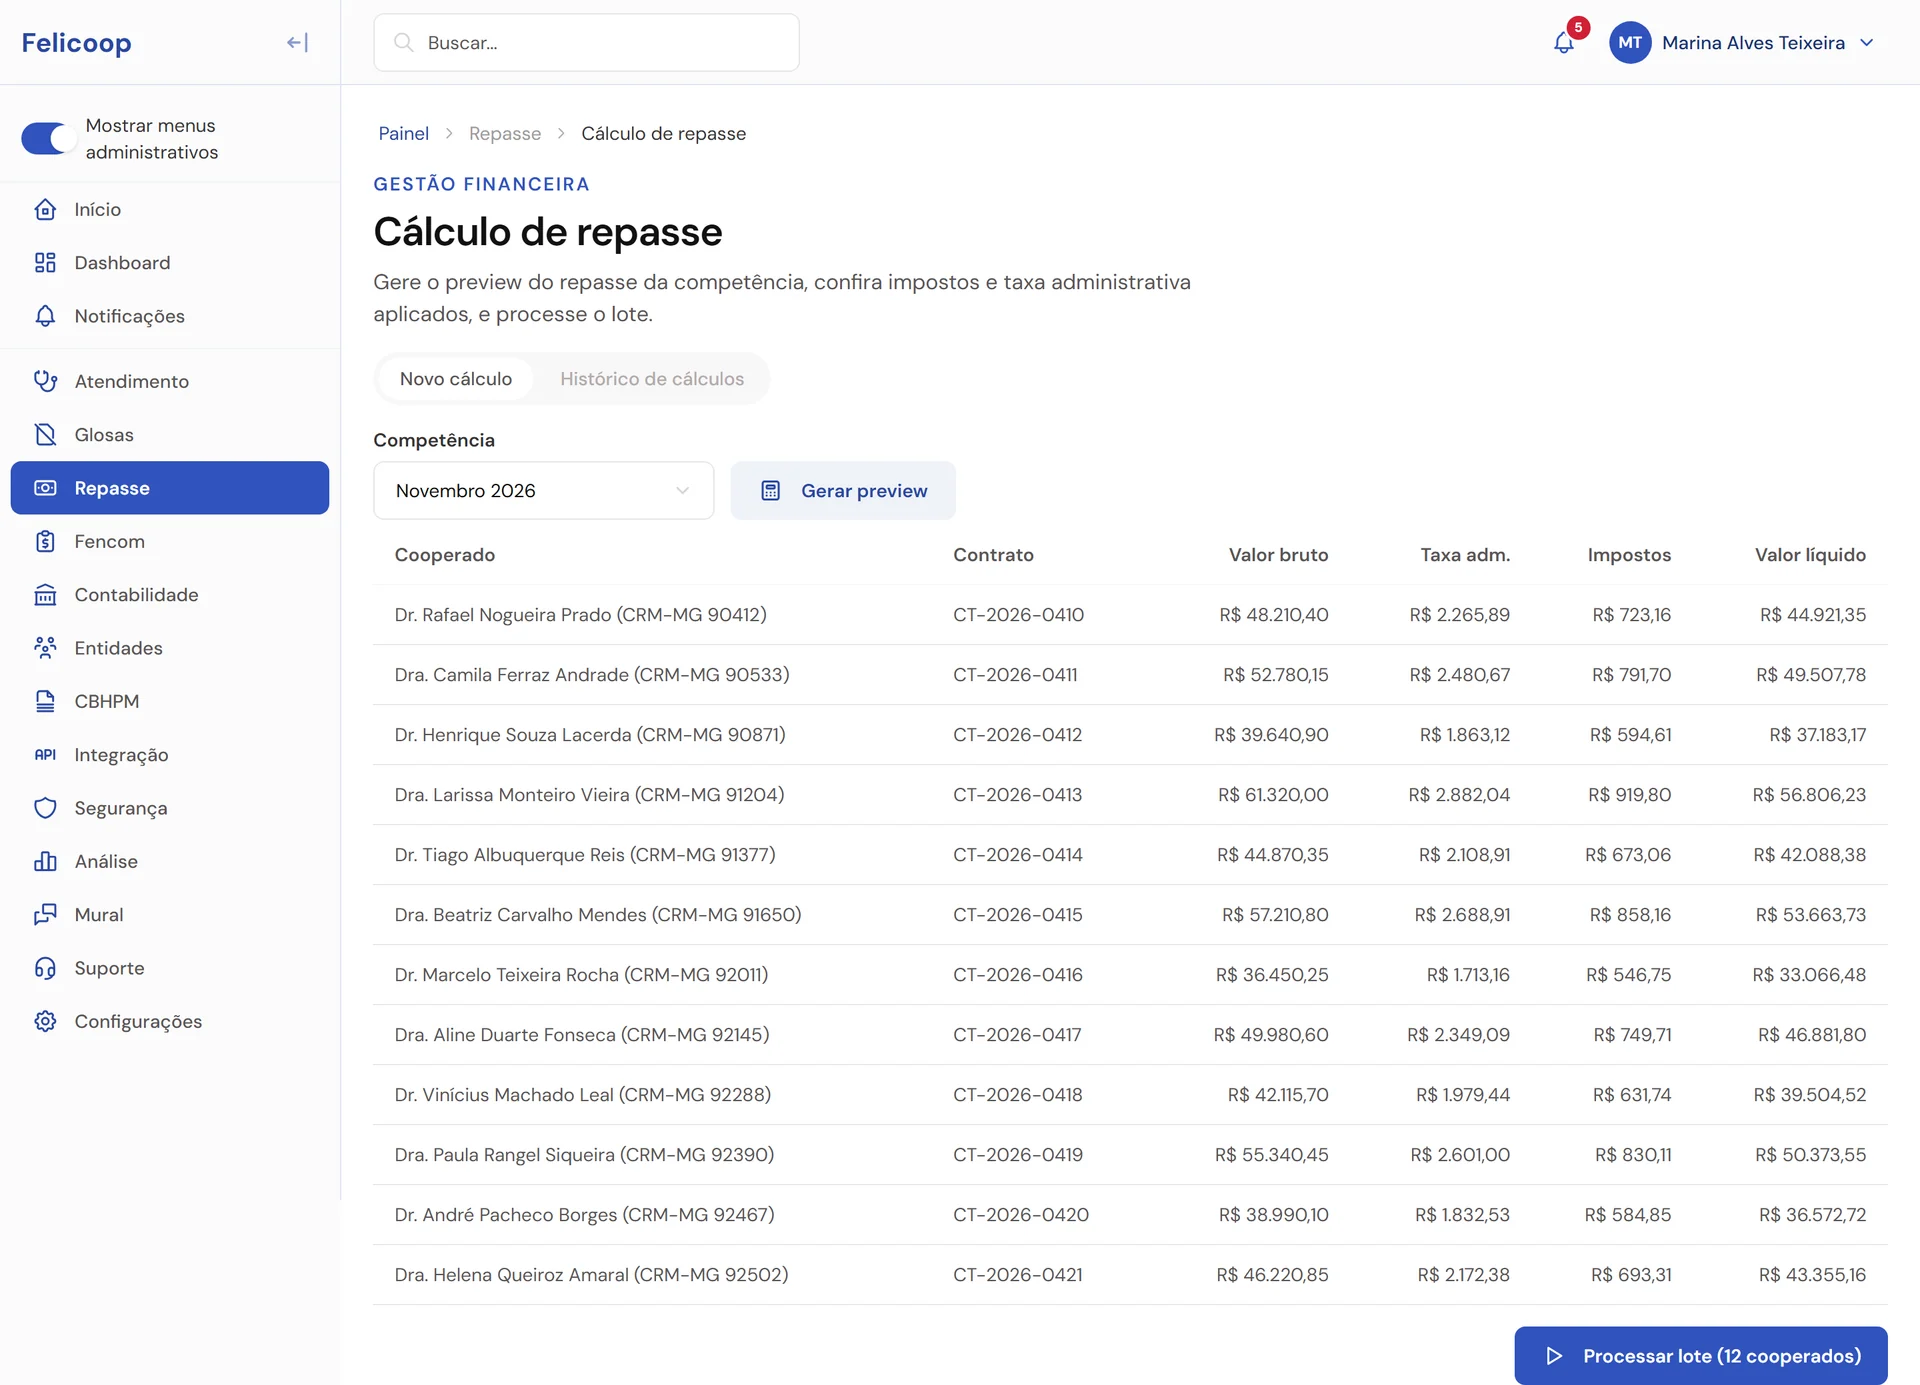 Felicoop
Buscar...
5
MT
Marina Alves Teixeira
Mostrar menus
administrativos
Início
Dashboard
Notificações
Atendimento
Glosas
Repasse
Fencom
Contabilidade
Entidades
CBHPM
API Integração
Segurança
Análise
Mural
Suporte
Configurações
Painel > Repasse > Cálculo de repasse
GESTÃO FINANCEIRA
Cálculo de repasse
Gere o preview do repasse da competência, confira impostos e taxa administrativa
aplicados, e processe o lote.
Novo cálculo Histórico de cálculos
Competência
Novembro 2026 Gerar preview
Cooperado Contrato Valor bruto Taxa adm. Impostos Valor líquido
Dr. Rafael Nogueira Prado (CRM-MG 90412) CT-2026-0410 R$ 48.210,40 R$ 2.265,89 R$ 723,16 R$ 44.921,35
Dra. Camila Ferraz Andrade (CRM-MG 90533) CT-2026-0411 R$ 52.780,15 R$ 2.480,67 R$ 791,70 R$ 49.507,78
Dr. Henrique Souza Lacerda (CRM-MG 90871) CT-2026-0412 R$ 39.640,90 R$ 1.863,12 R$ 594,61 R$ 37.183,17
Dra. Larissa Monteiro Vieira (CRM-MG 91204) CT-2026-0413 R$ 61.320,00 R$ 2.882,04 R$ 919,80 R$ 56.806,23
Dr. Tiago Albuquerque Reis (CRM-MG 91377) CT-2026-0414 R$ 44.870,35 R$ 2.108,91 R$ 673,06 R$ 42.088,38
Dra. Beatriz Carvalho Mendes (CRM-MG 91650) CT-2026-0415 R$ 57.210,80 R$ 2.688,91 R$ 858,16 R$ 53.663,73
Dr. Marcelo Teixeira Rocha (CRM-MG 92011) CT-2026-0416 R$ 36.450,25 R$ 1.713,16 R$ 546,75 R$ 33.066,48
Dra. Aline Duarte Fonseca (CRM-MG 92145) CT-2026-0417 R$ 49.980,60 R$ 2.349,09 R$ 749,71 R$ 46.881,80
Dr. Vinícius Machado Leal (CRM-MG 92288) CT-2026-0418 R$ 42.115,70 R$ 1.979,44 R$ 631,74 R$ 39.504,52
Dra. Paula Rangel Siqueira (CRM-MG 92390) CT-2026-0419 R$ 55.340,45 R$ 2.601,00 R$ 830,11 R$ 50.373,55
Dr. André Pacheco Borges (CRM-MG 92467) CT-2026-0420 R$ 38.990,10 R$ 1.832,53 R$ 584,85 R$ 36.572,72
Dra. Helena Queiroz Amaral (CRM-MG 92502) CT-2026-0421 R$ 46.220,85 R$ 2.172,38 R$ 693,31 R$ 43.355,16
Processar lote (12 cooperados)